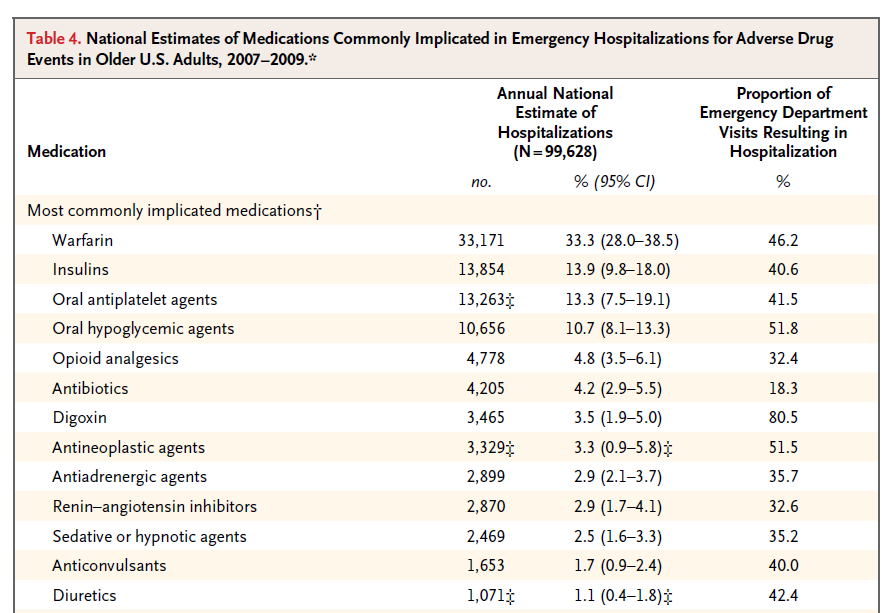 Table 4. National Estimates of Medications Commonly Implicated in Emergency Hospitalizations for Adverse Drug
Events in Older U.S. Adults, 2007–2009.*
Medication
Annual National
Estimate of
Hospitalizations
(N=99,628)
Proportion of
Emergency Department
Visits Resulting in
Hospitalization
no. % (95% CI) %
Most commonly implicated medications†
Warfarin 33,171 33.3 (28.0–38.5) 46.2
Insulins 13,854 13.9 (9.8–18.0) 40.6
Oral antiplatelet agents 13,263‡ 13.3 (7.5–19.1) 41.5
Oral hypoglycemic agents 10,656 10.7 (8.1–13.3) 51.8
Opioid analgesics 4,778 4.8 (3.5–6.1) 32.4
Antibiotics 4,205 4.2 (2.9–5.5) 18.3
Digoxin 3,465 3.5 (1.9–5.0) 80.5
Antineoplastic agents 3,329‡ 3.3 (0.9–5.8)‡ 51.5
Antiadrenergic agents 2,899 2.9 (2.1–3.7) 35.7
Renin–angiotensin inhibitors 2,870 2.9 (1.7–4.1) 32.6
Sedative or hypnotic agents 2,469 2.5 (1.6–3.3) 35.2
Anticonvulsants 1,653 1.7 (0.9–2.4) 40.0
Diuretics 1,071‡ 1.1 (0.4–1.8)‡ 42.4